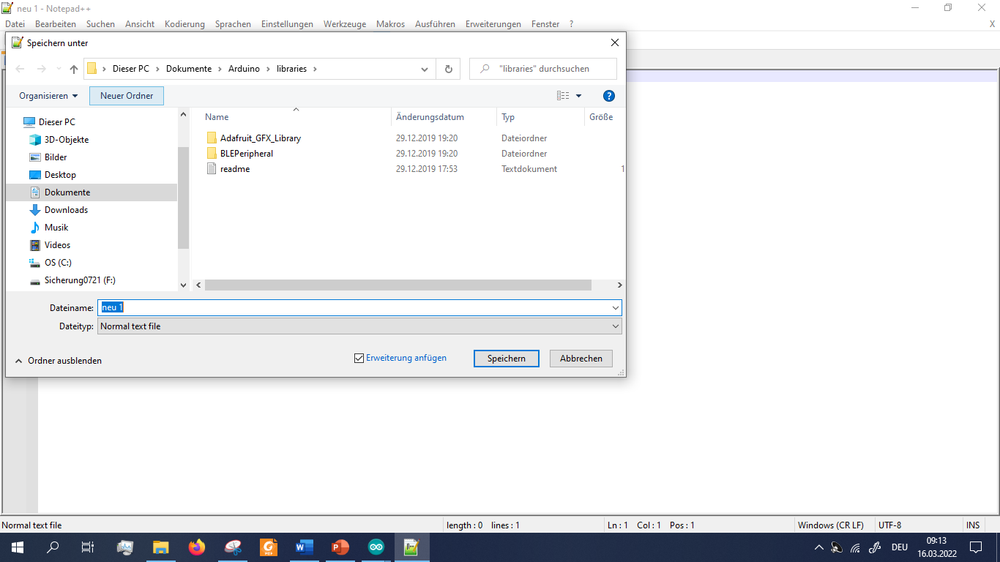 neu 1 - Notepad++
Datei Bearbeiten Suchen Ansicht Kodierung Sprachen Einstellungen Werkzeuge Makros Ausführen Erweiterungen Fenster ? X
Speichern unter
Dieser PC > Dokumente > Arduino > libraries >
"libraries" durchsuchen
Organisieren Neuer Ordner
Name Änderungsdatum Typ Größe
Dieser PC
3D-Objekte
Bilder
Desktop
Dokumente
Downloads
Musik
Videos
OS (C:)
Sicherung0721 (F:)
Adafruit_GFX_Library 29.12.2019 19:20 Dateiordner
BLEPeripheral 29.12.2019 19:20 Dateiordner
readme 29.12.2019 17:53 Textdokument 1
Dateiname: neu 1
Dateityp: Normal text file
Ordner ausblenden
Erweiterung anfügen Speichern Abbrechen
Normal text file length : 0 lines : 1 Ln : 1 Col : 1 Pos : 1 Windows (CR LF) UTF-8 INS
PDF
DEU
09:13
16.03.2022